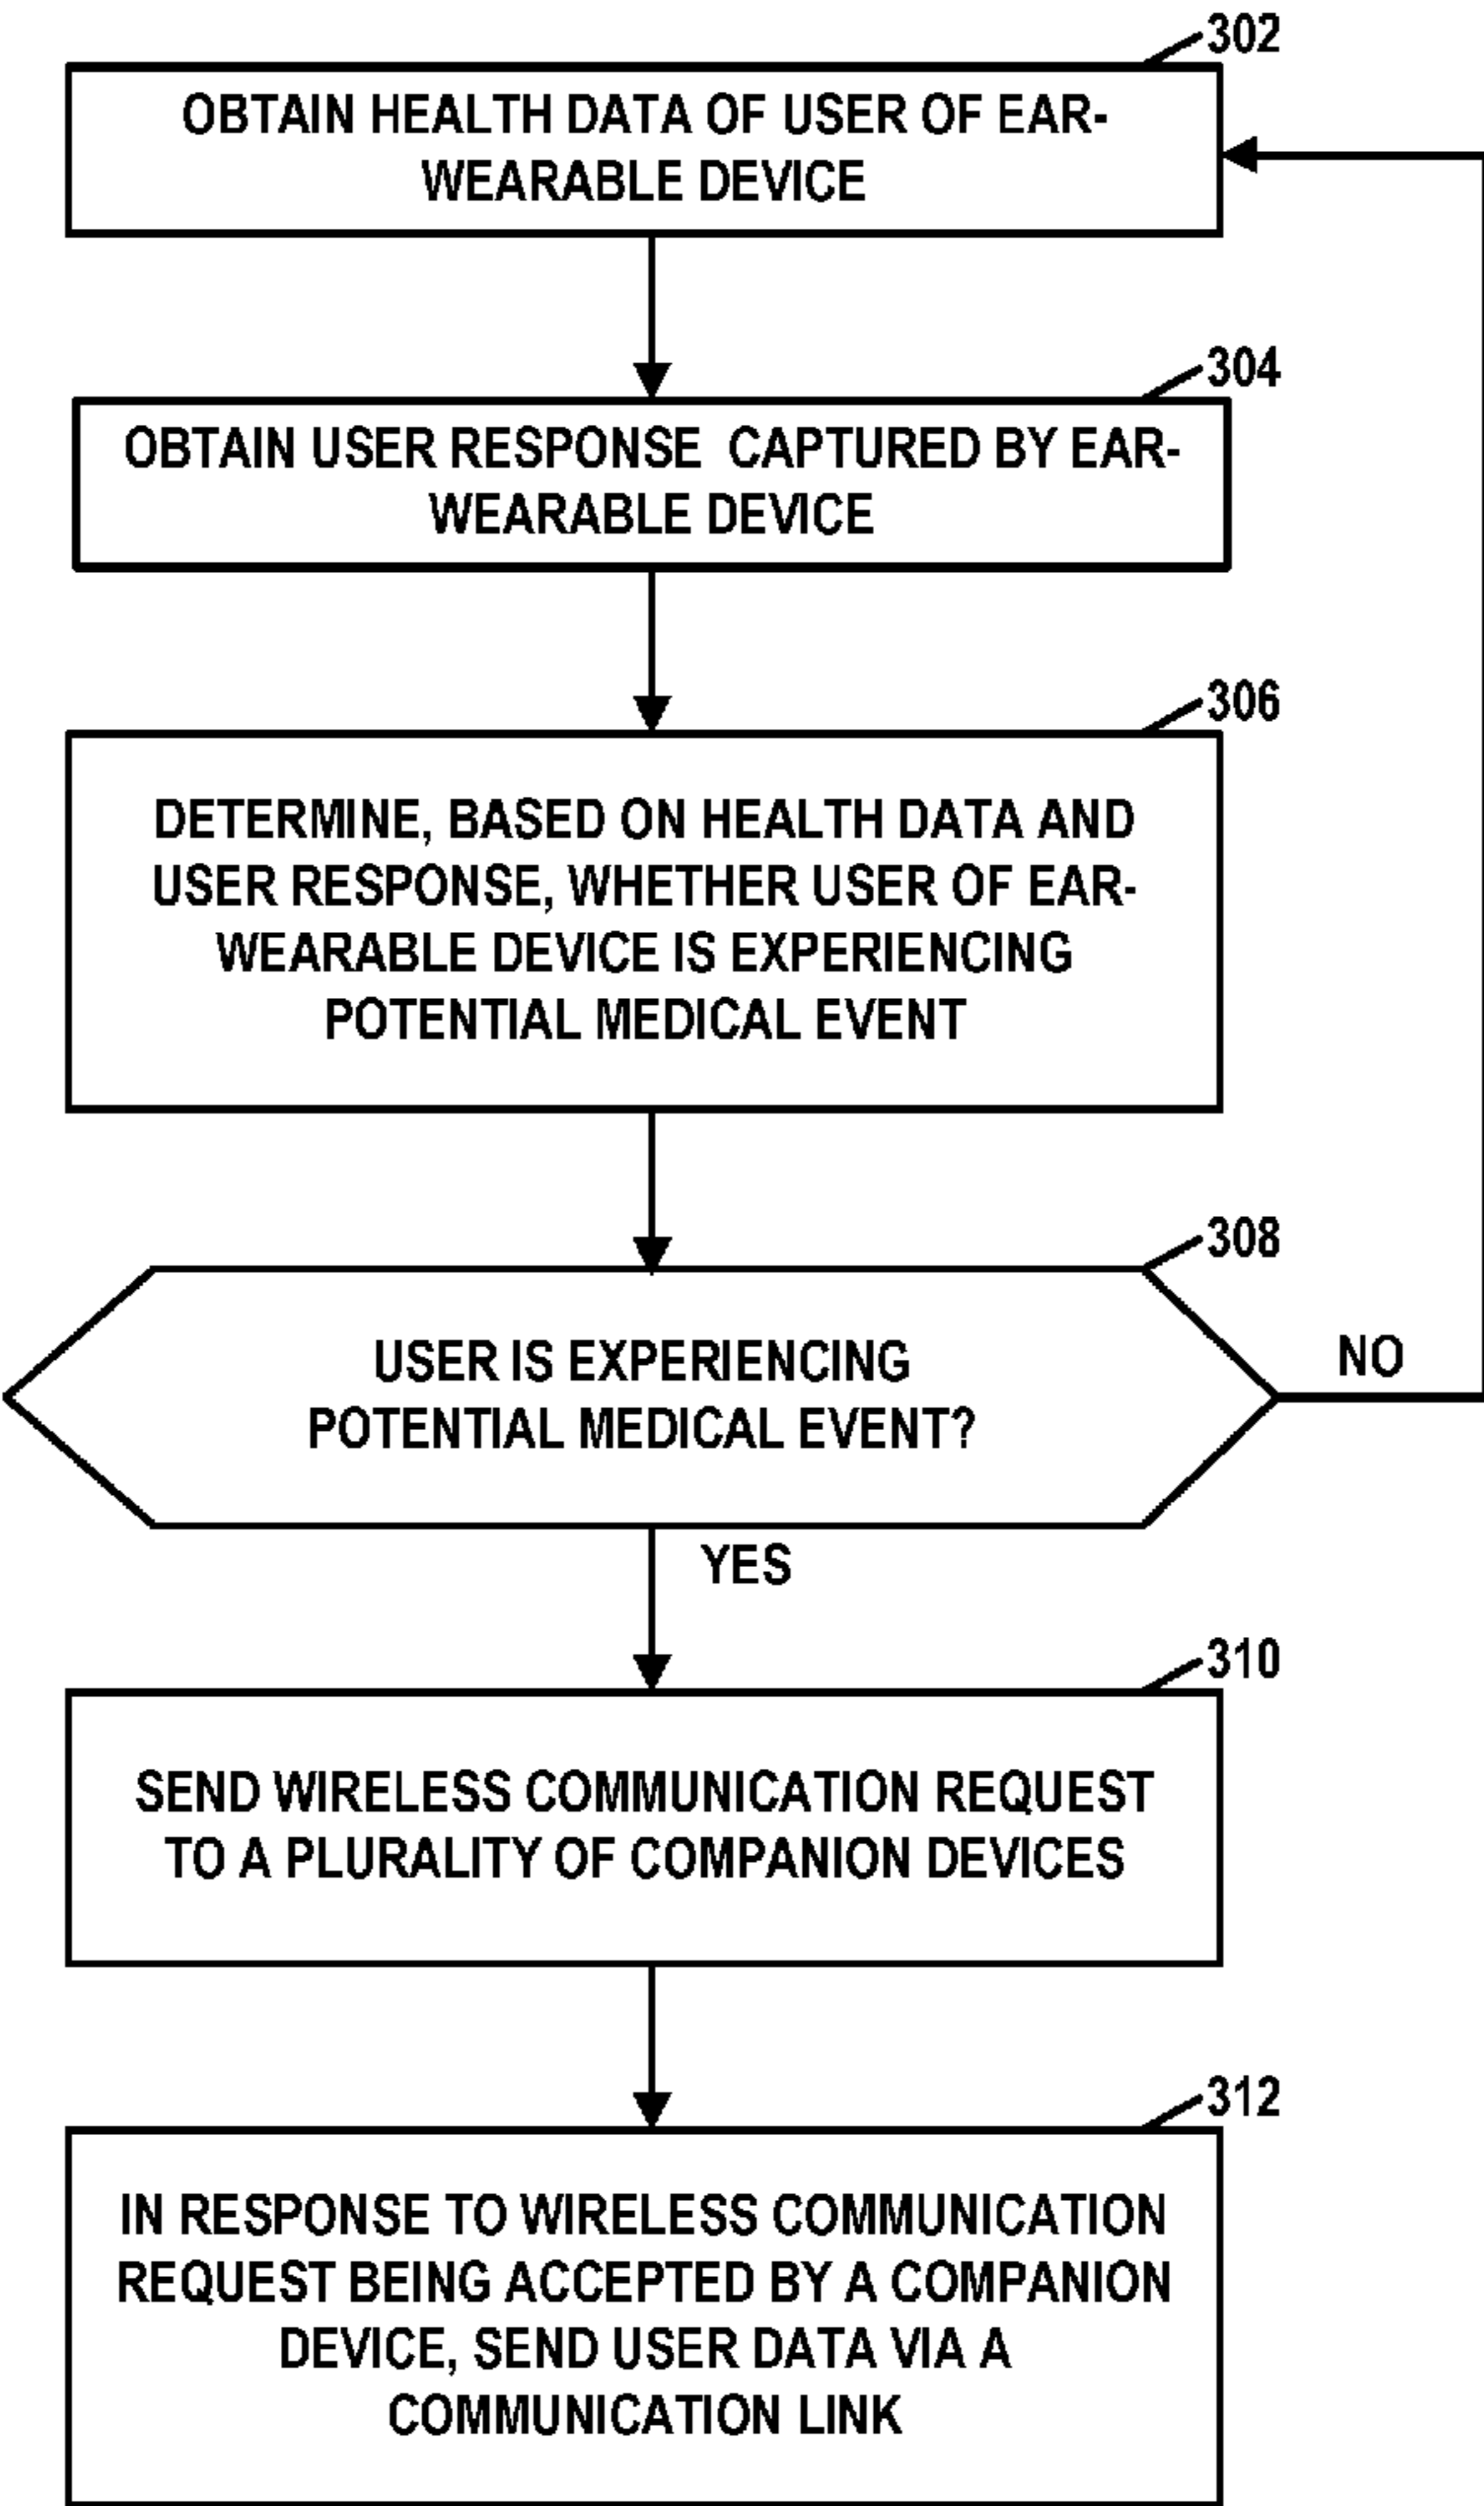 302
OBTAIN HEALTH DATA OF USER OF EAR-
WEARABLE DEVICE
304
OBTAIN USER RESPONSE CAPTURED BY EAR-
WEARABLE DEVICE
306
DETERMINE, BASED ON HEALTH DATA AND
USER RESPONSE, WHETHER USER OF EAR-
WEARABLE DEVICE IS EXPERIENCING
POTENTIAL MEDICAL EVENT
308
USER IS EXPERIENCING
POTENTIAL MEDICAL EVENT?
NO
YES
310
SEND WIRELESS COMMUNICATION REQUEST
TO A PLURALITY OF COMPANION DEVICES
312
IN RESPONSE TO WIRELESS COMMUNICATION
REQUEST BEING ACCEPTED BY A COMPANION
DEVICE, SEND USER DATA VIA A
COMMUNICATION LINK